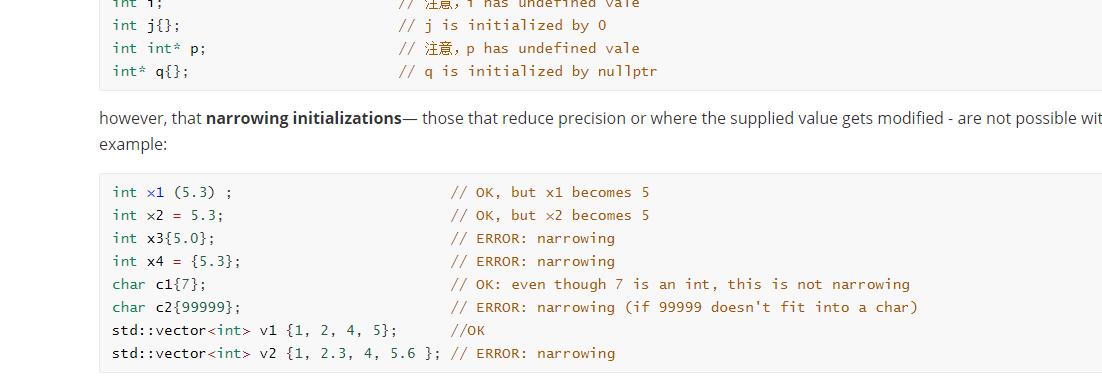 int i;                              // 注意，i has undefined vale
int j{};                            // j is initialized by 0
int int* p;                         // 注意，p has undefined vale
int* q{};                           // q is initialized by nullptr
however, that narrowing initializations— those that reduce precision or where the supplied value gets modified - are not possible wit
example:
int x1 (5.3) ;                            // OK, but x1 becomes 5
int x2 = 5.3;                             // OK, but x2 becomes 5
int x3{5.0};                              // ERROR: narrowing
int x4 = {5.3};                           // ERROR: narrowing
char c1{7};                               // OK: even though 7 is an int, this is not narrowing
char c2{99999};                           // ERROR: narrowing (if 99999 doesn't fit into a char)
std::vector<int> v1 {1, 2, 4, 5};         //OK
std::vector<int> v2 {1, 2.3, 4, 5.6 }; // ERROR: narrowing